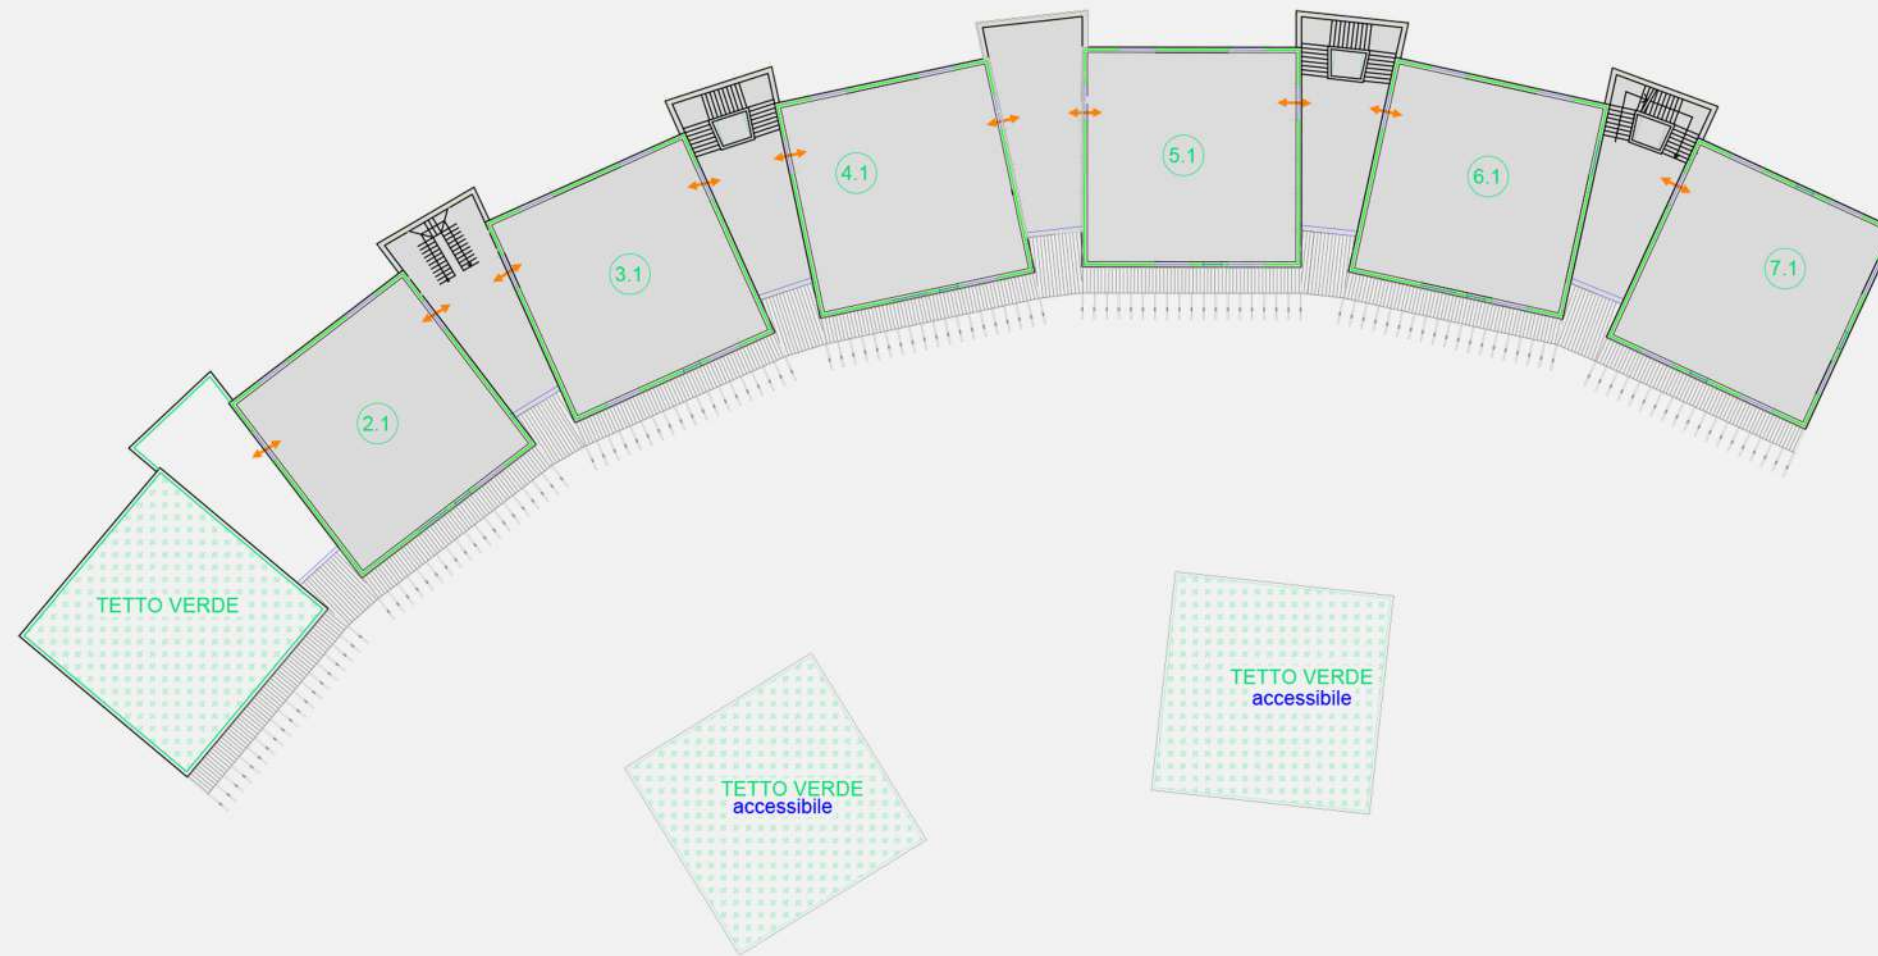 5.1
4.1
6.1
3.1
7.1
2.1
TETTO VERDE
TETTO VERDE
accessibile
TETTO VERDE
accessibile